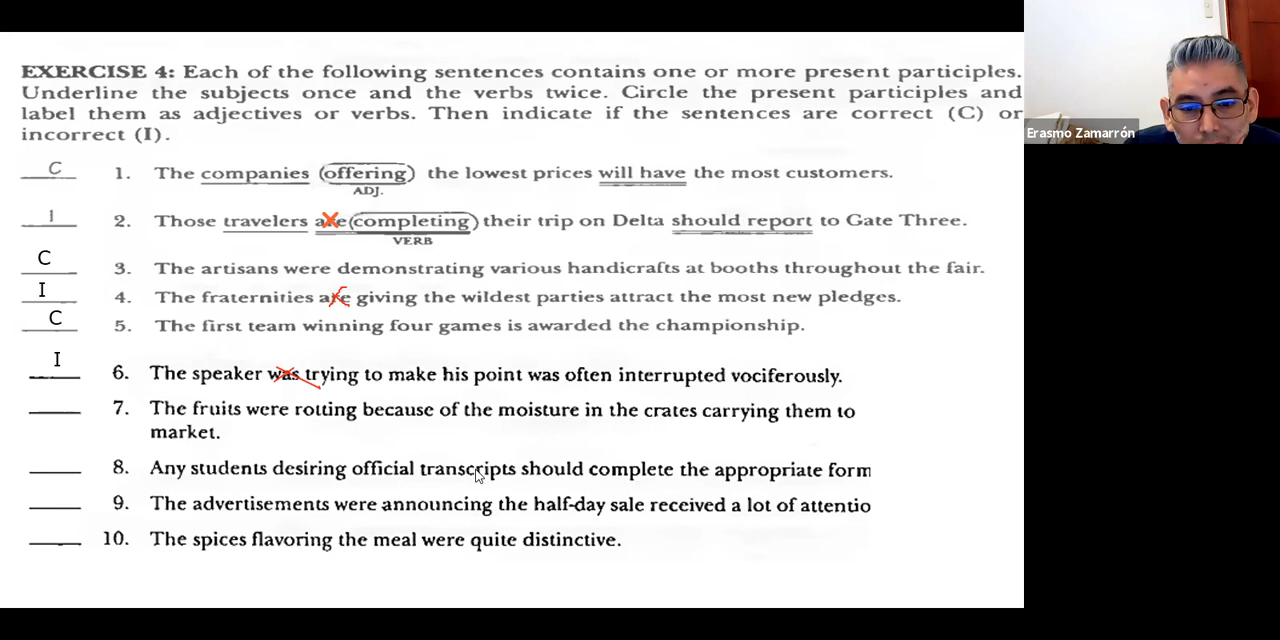 EXERCISE 4: Each of the following sentences contains one or more present participles.
Underline the subjects once and the verbs twice. Circle the present participles and
label them as adjectives or verbs. Then indicate if the sentences are correct (C) or
incorrect (I).
Erasmo Zamarrón
C 1. The companies (offering) the lowest prices will have the most customers.
ADJ.
I 2. Those travelers are (completing) their trip on Delta should report to Gate Three.
VERB
C 3. The artisans were demonstrating various handicrafts at booths throughout the fair.
I 4. The fraternities are giving the wildest parties attract the most new pledges.
C 5. The first team winning four games is awarded the championship.
I 6. The speaker was trying to make his point was often interrupted vociferously.
7. The fruits were rotting because of the moisture in the crates carrying them to
market.
8. Any students desiring official transcripts should complete the appropriate form
9. The advertisements were announcing the half-day sale received a lot of attentio
10. The spices flavoring the meal were quite distinctive.